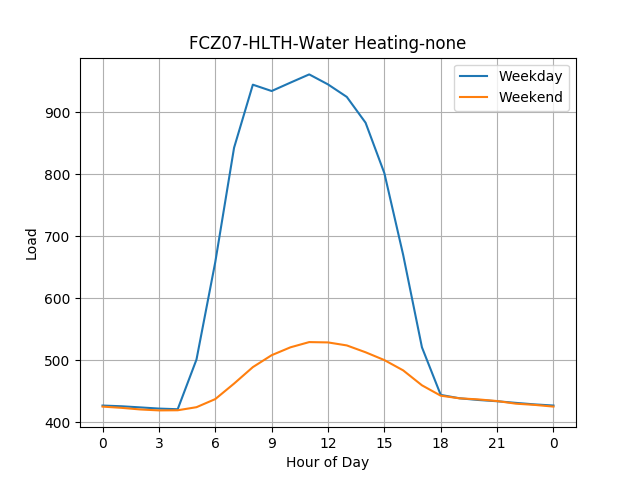 FCZ07-HLTH-Water Heating-none
Weekday
Weekend
Load
900
800
700
600
500
400
0 3 6 9 12 15 18 21 0
Hour of Day